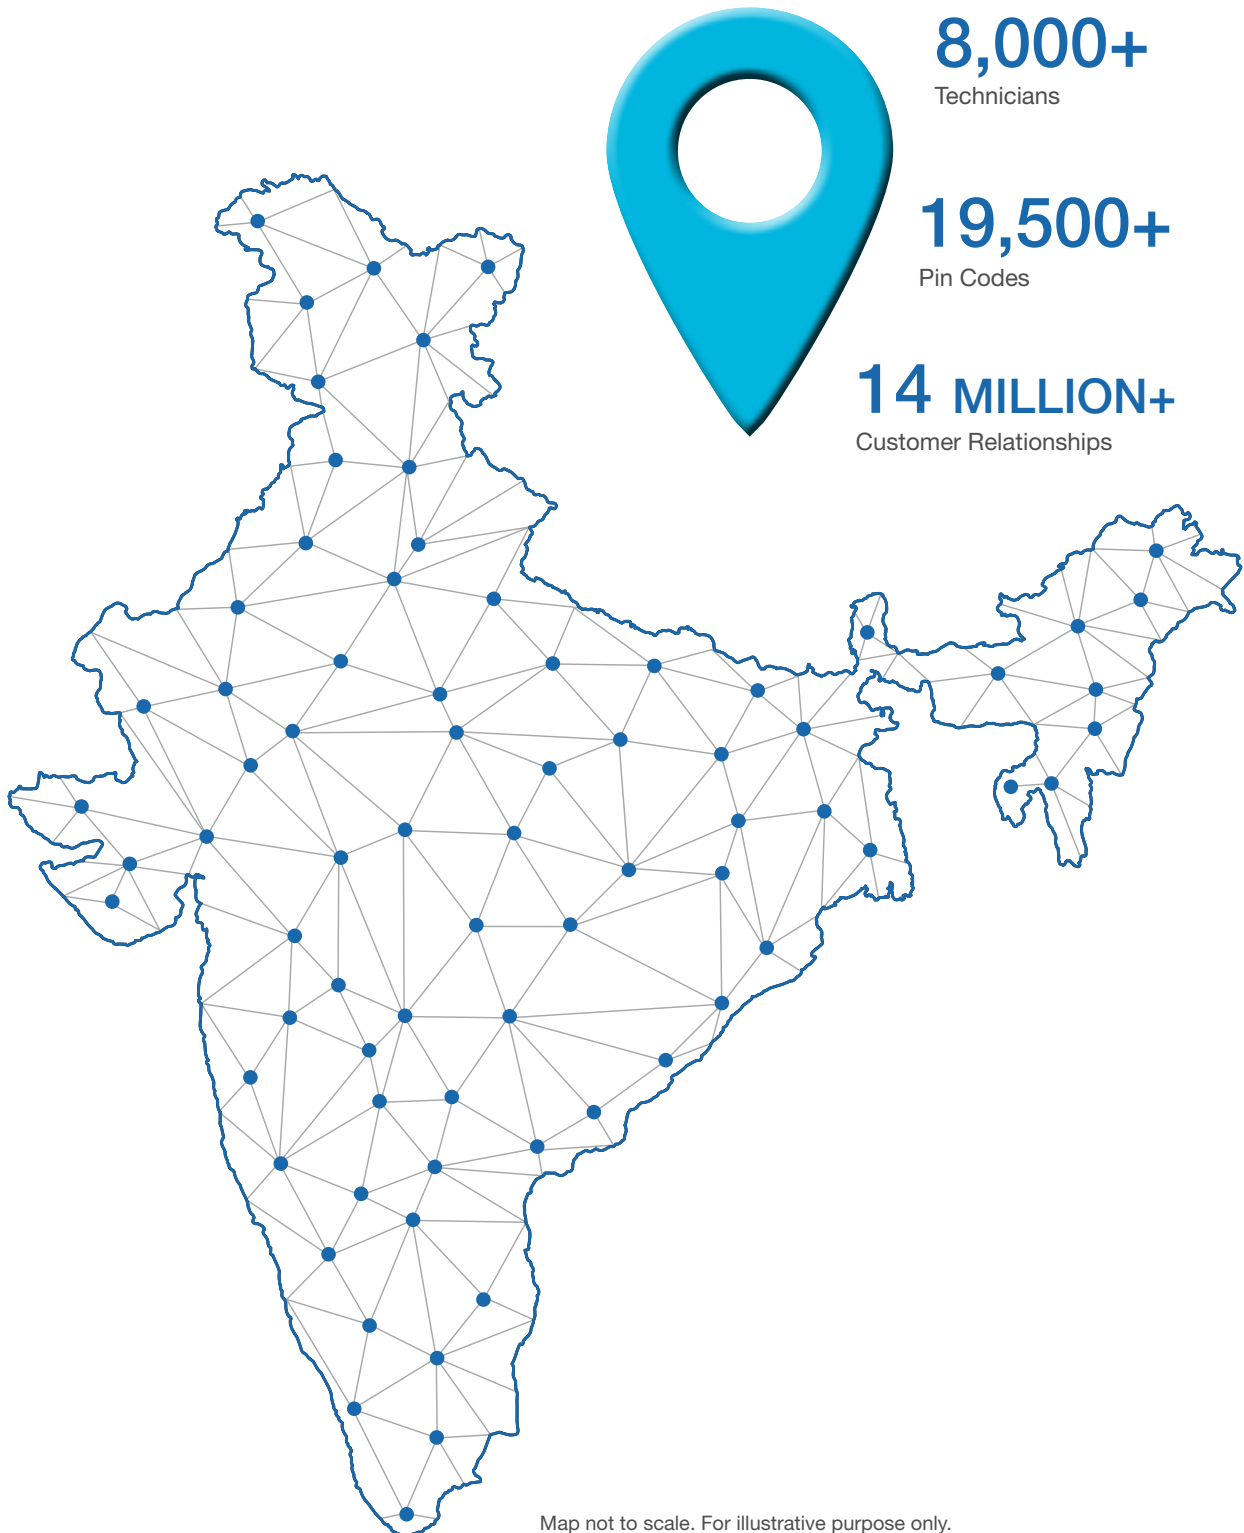 8,000+
Technicians
19,500+
Pin Codes
14 MILLION+
Customer Relationships
Map not to scale. For illustrative purpose only.